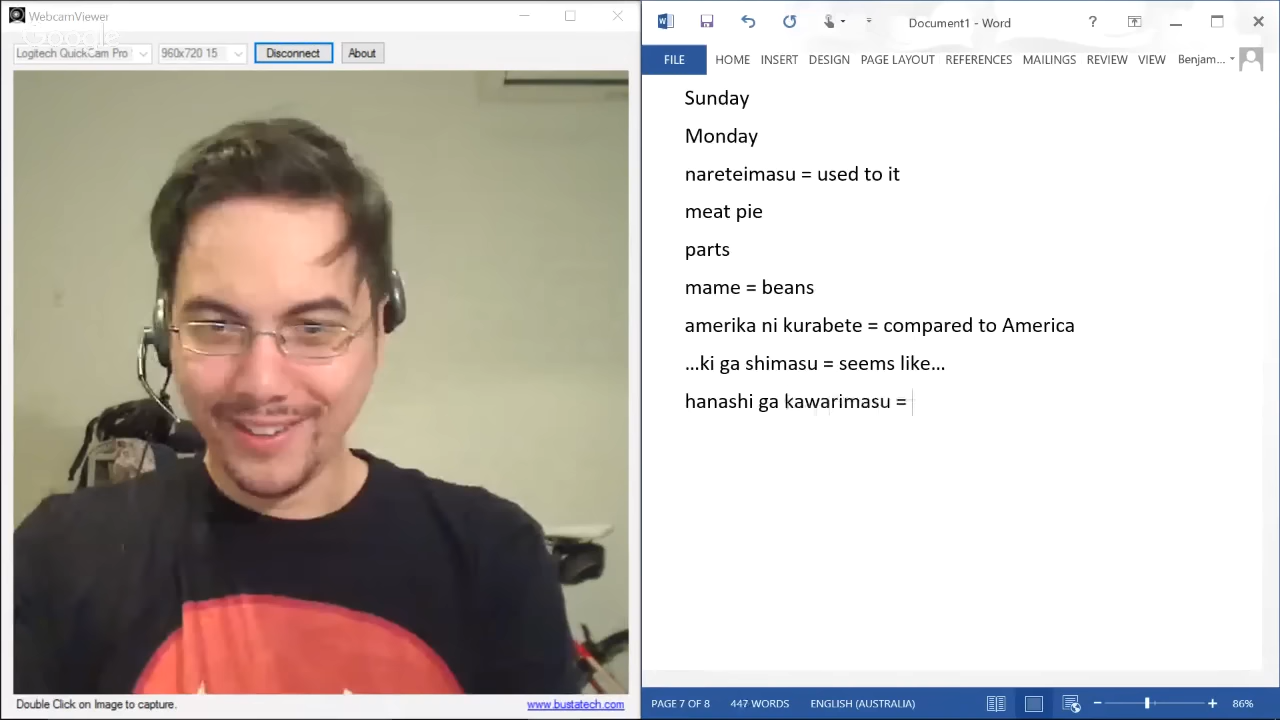 WebcamViewer
Google
Logitech QuickCam Pro
960x720 15
Disconnect
About
Double Click on Image to capture.
www.bustatech.com
Document1 - Word
?
FILE
HOME
INSERT
DESIGN
PAGE LAYOUT
REFERENCES
MAILINGS
REVIEW
VIEW
Benjam...
Sunday
Monday
nareteimasu = used to it
meat pie
parts
mame = beans
amerika ni kurabete = compared to America
…ki ga shimasu = seems like…
hanashi ga kawarimasu =
PAGE 7 OF 8
447 WORDS
ENGLISH (AUSTRALIA)
86%